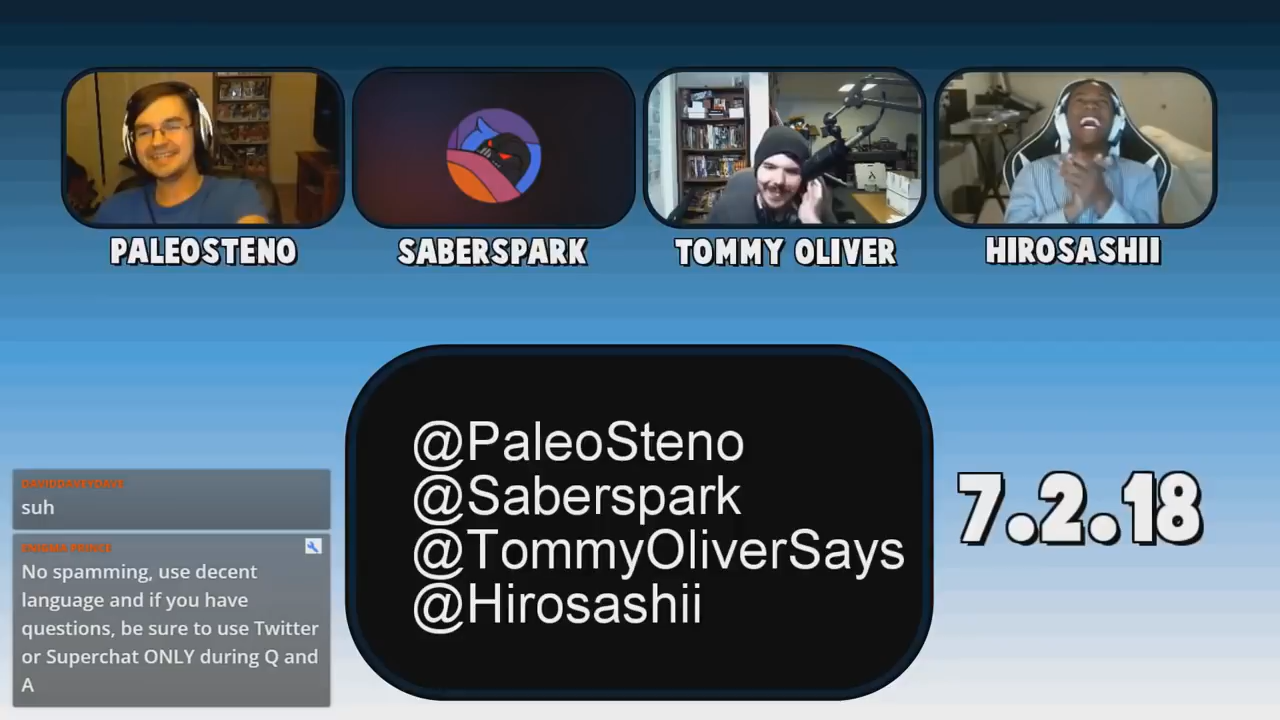 PALEOSTENO
SABERSPARK
TOMMY OLIVER
HIROSASHII
@PaleoSteno
@Saberspark
@TommyOliverSays
@Hirosashii
7.2.18
suh
No spamming, use decent
language and if you have
questions, be sure to use Twitter
or Superchat ONLY during Q and
A